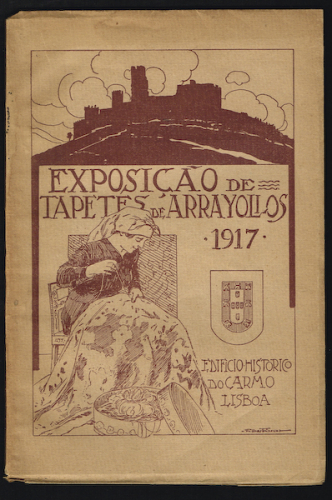 EXPOSIÇÃO DE
TAPETES DE ARRAYOLLOS
1917
EDIFICIO HISTORICO
DO CARMO
LISBOA